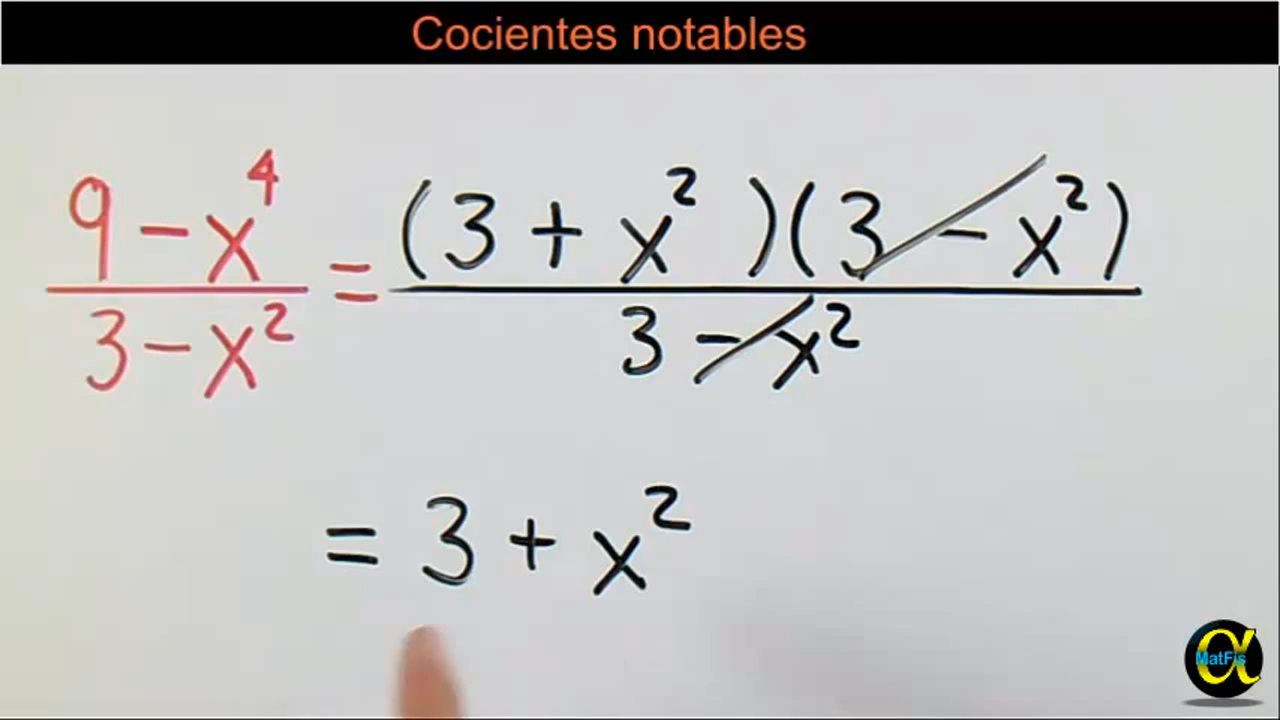 Cocientes notables
9 - x⁴ / 3 - x² = (3 + x²)(3 - x²) / 3 - x²
= 3 + x²
α MatFis